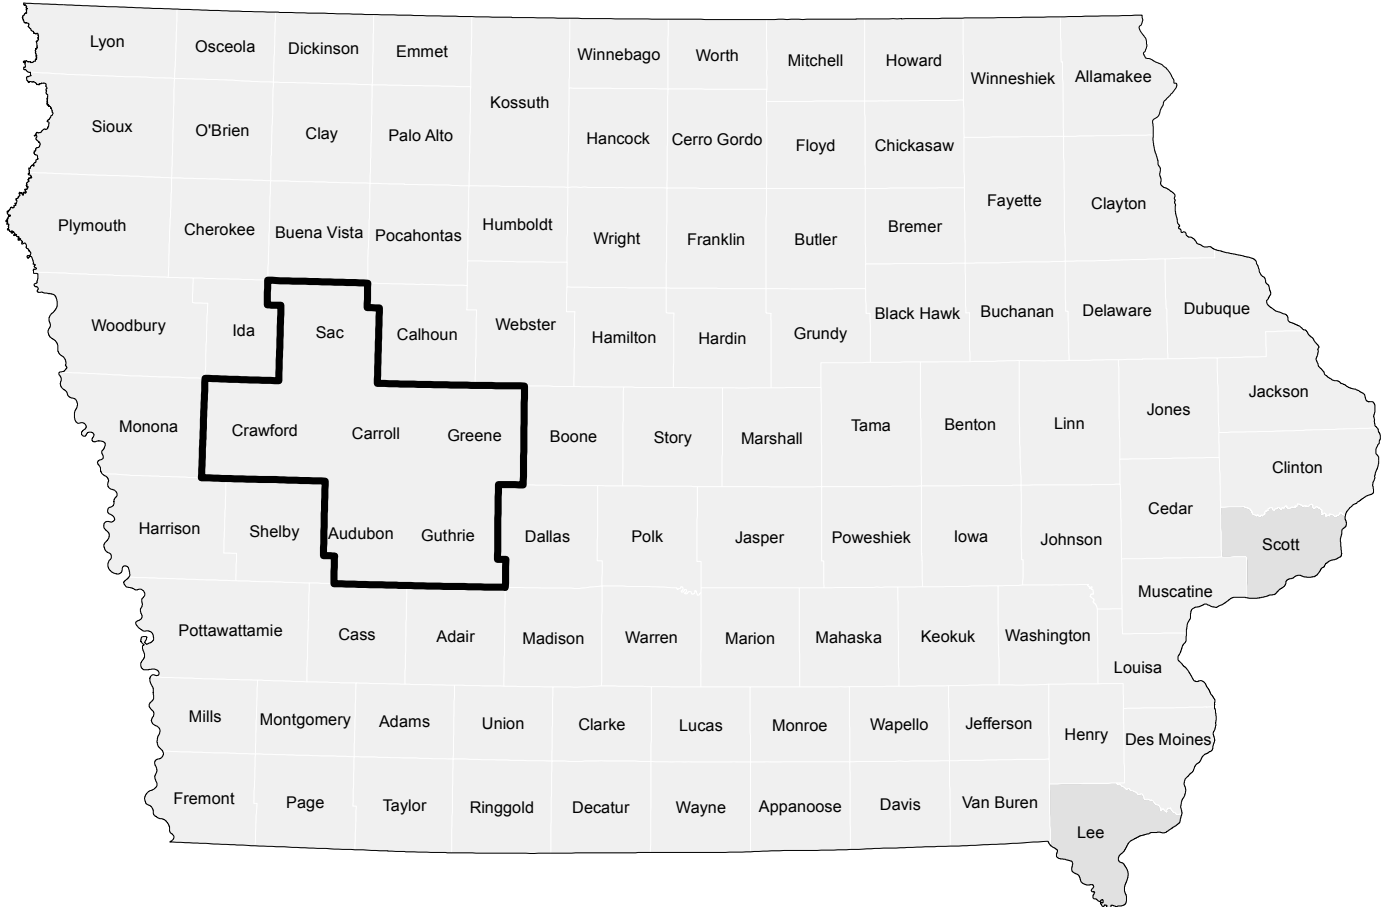 Lyon
Osceola
Dickinson
Emmet
Kossuth
Winnebago
Worth
Mitchell
Howard
Winneshiek
Allamakee
Sioux
O'Brien
Clay
Palo Alto
Hancock
Cerro Gordo
Floyd
Chickasaw
Plymouth
Cherokee
Buena Vista
Pocahontas
Humboldt
Wright
Franklin
Butler
Bremer
Fayette
Clayton
Woodbury
Ida
Sac
Calhoun
Webster
Hamilton
Hardin
Grundy
Black Hawk
Buchanan
Delaware
Dubuque
Monona
Crawford
Carroll
Greene
Boone
Story
Marshall
Tama
Benton
Linn
Jones
Jackson
Clinton
Harrison
Shelby
Audubon
Guthrie
Dallas
Polk
Jasper
Poweshiek
Iowa
Johnson
Cedar
Scott
Muscatine
Pottawattamie
Cass
Adair
Madison
Warren
Marion
Mahaska
Keokuk
Washington
Louisa
Mills
Montgomery
Adams
Union
Clarke
Lucas
Monroe
Wapello
Jefferson
Henry
Des Moines
Fremont
Page
Taylor
Ringgold
Decatur
Wayne
Appanoose
Davis
Van Buren
Lee